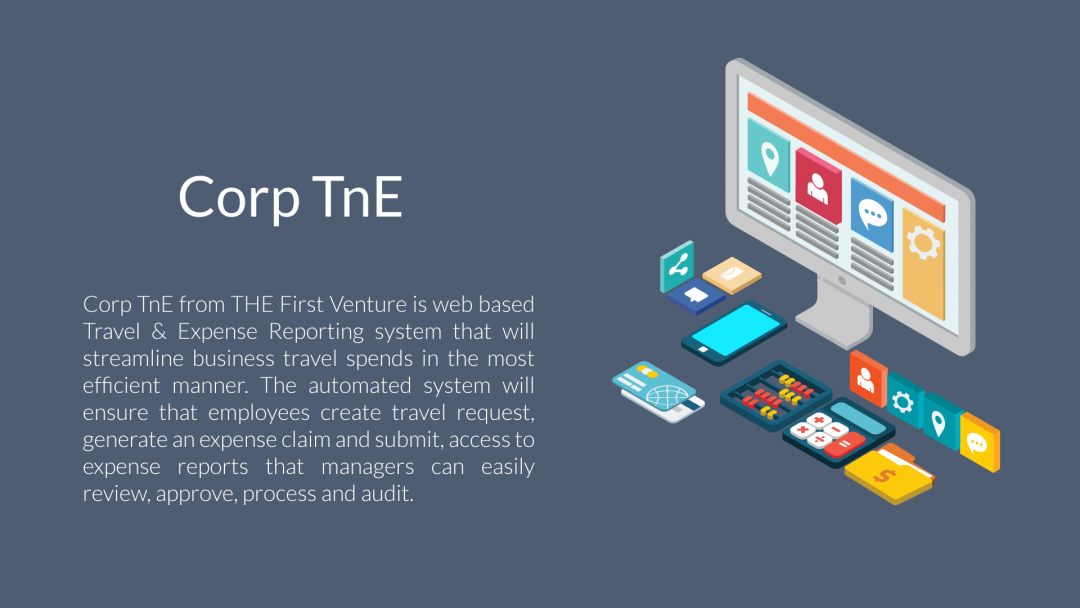 Corp TnE
Corp TnE from THE First Venture is web based
Travel & Expense Reporting system that will
streamline business travel spends in the most
efficient manner. The automated system will
ensure that employees create travel request,
generate an expense claim and submit, access to
expense reports that managers can easily
review, approve, process and audit.